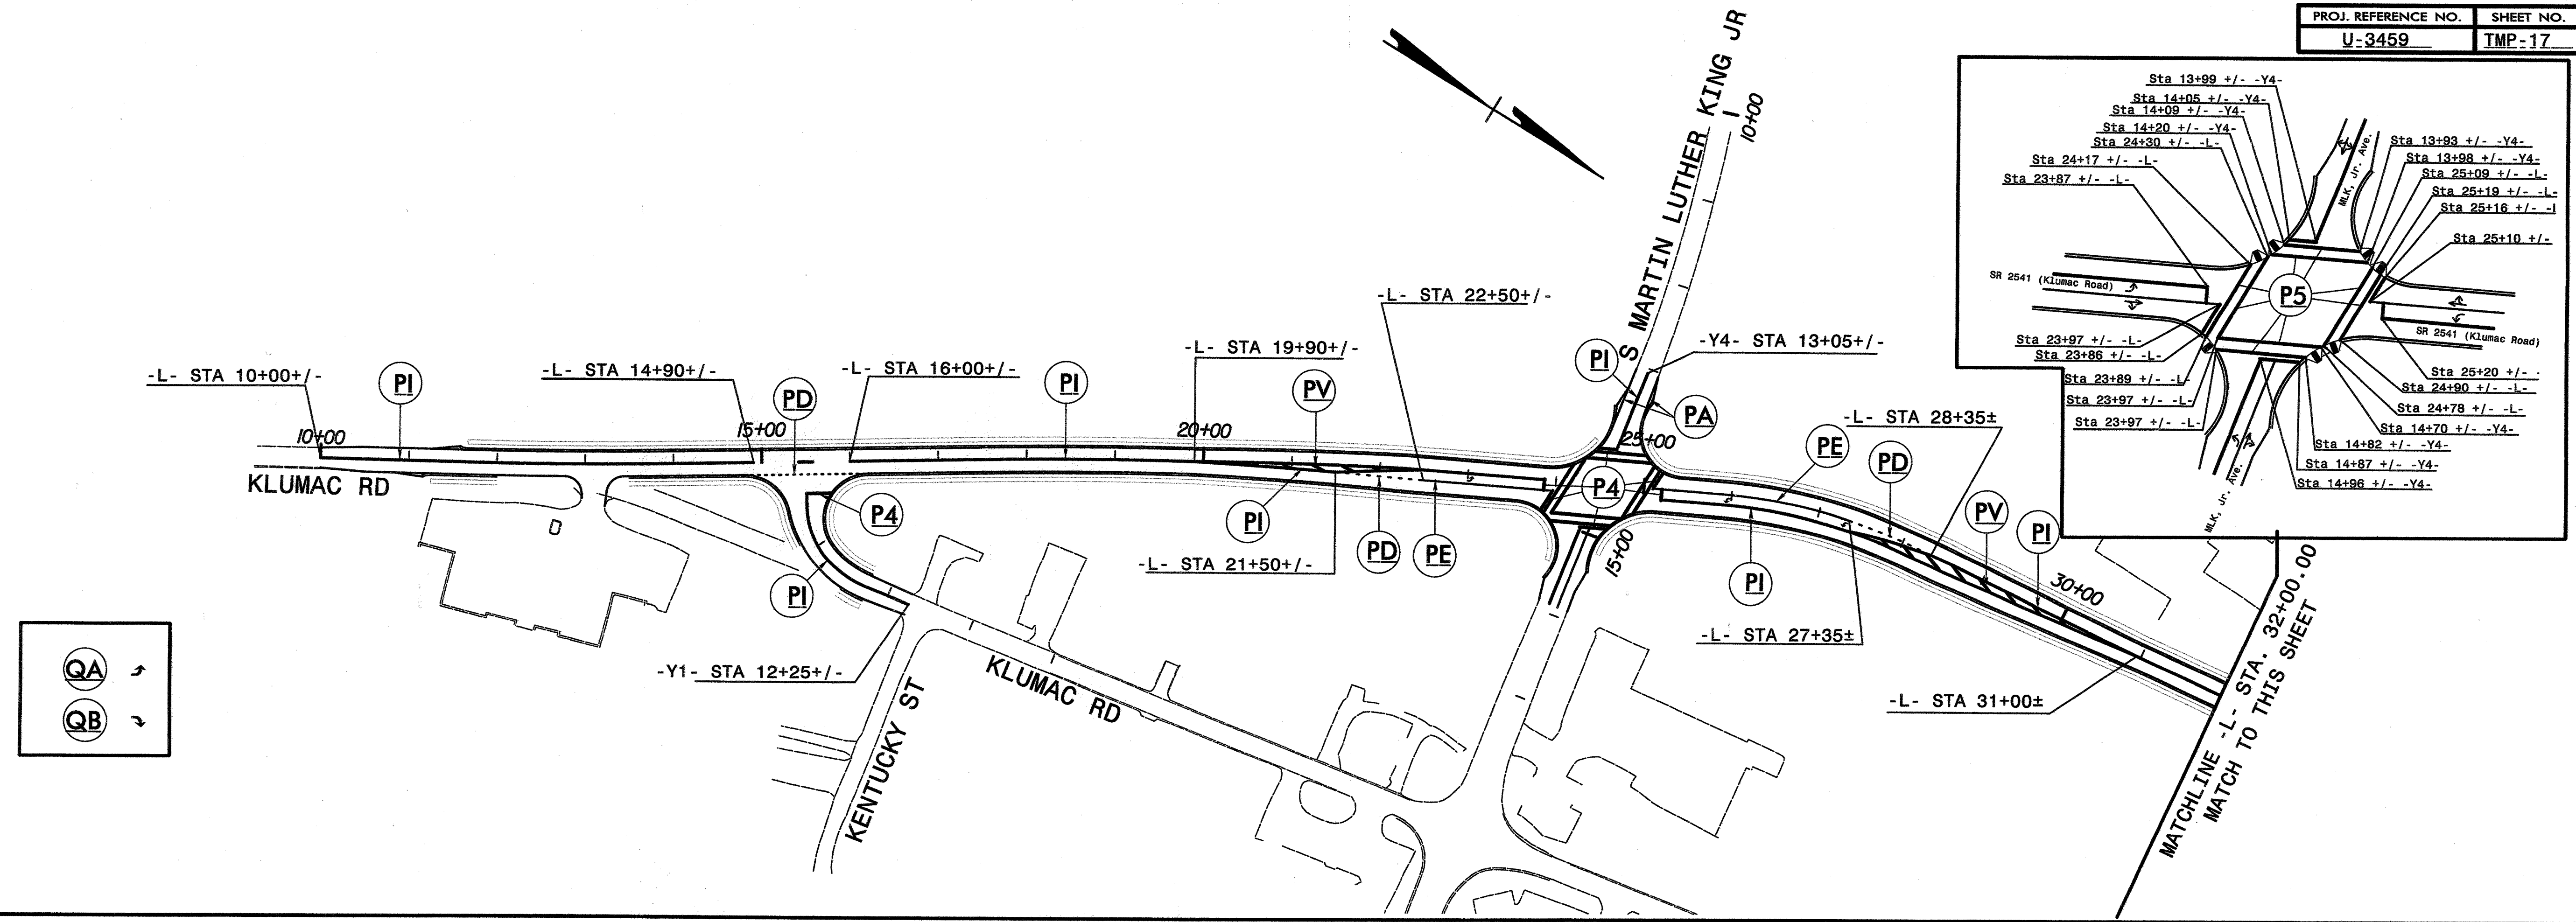 PROJ. REFERENCE NO.
SHEET NO.
U-3459
TMP-17
Sta 13+99 +/- -Y4-
Sta 14+05 +/- -Y4-
Sta 14+09 +/- -Y4-
Sta 14+20 +/- -Y4-
Sta 24+30 +/- -L-
Sta 24+17 +/- -L-
Sta 23+87 +/- -L-
MLK, Jr. Ave.
Sta 13+93 +/- -Y4-
Sta 13+98 +/- -Y4-
Sta 25+09 +/- -L-
Sta 25+19 +/- -L-
Sta 25+16 +/- -l
Sta 25+10 +/-
SR 2541 (Klumac Road)
P5
SR 2541 (Klumac Road)
Sta 23+97 +/- -L-
Sta 23+86 +/- -L-
Sta 23+89 +/- -L-
Sta 23+97 +/- -L-
Sta 23+97 +/- -L-
Sta 25+20 +/- -
Sta 24+90 +/- -L-
Sta 24+78 +/- -L-
Sta 14+70 +/- -Y4-
Sta 14+82 +/- -Y4-
Sta 14+87 +/- -Y4-
Sta 14+96 +/- -Y4-
MLK, Jr. Ave.
S MARTIN LUTHER KING JR
10+00
-L- STA 22+50+/-
-Y4- STA 13+05+/-
-L- STA 19+90+/-
-L- STA 10+00+/-
PI
-L- STA 14+90+/-
PD
-L- STA 16+00+/-
PI
PV
PI
PA
PE
-L- STA 28+35±
PD
PV
PI
10+00
15+00
20+00
25+00
KLUMAC RD
P4
PI
-L- STA 21+50+/-
PD
PE
P4
15+00
PI
-L- STA 27+35±
30+00
PI
-Y1- STA 12+25+/-
KENTUCKY ST
KLUMAC RD
-L- STA 31+00±
MATCHLINE -L- STA. 32+00.00
MATCH TO THIS SHEET
QA
QB